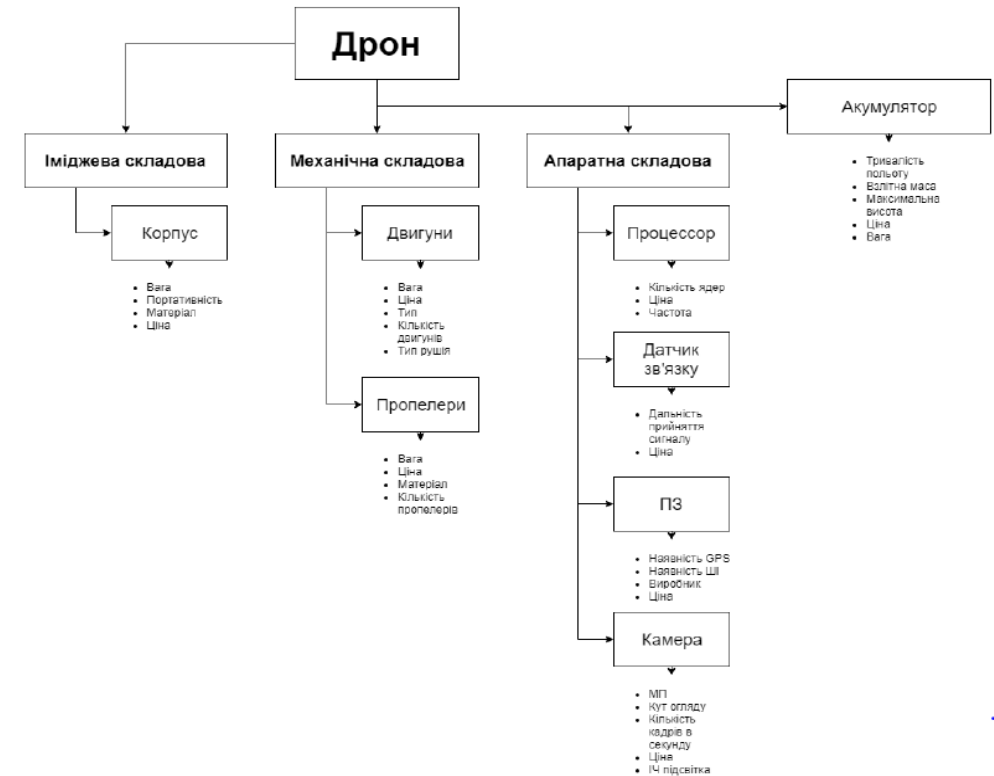 Дрон
Акумулятор
• Тривалість
польоту
• Взлітна маса
• Максимальна
висота
• Ціна
• Вага
Іміджева складова
Корпус
• Вага
• Портативність
• Матеріал
• Ціна
Механічна складова
Двигуни
• Вага
• Ціна
• Тип
• Кількість
двигунів
• Тип рушія
Пропелери
• Вага
• Ціна
• Матеріал
• Кількість
пропелерів
Апаратна складова
Процессор
• Кількість ядер
• Ціна
• Частота
Датчик
зв'язку
• Дальність
прийняття
сигналу
• Ціна
ПЗ
• Наявність GPS
• Наявність ШІ
• Виробник
• Ціна
Камера
• МП
• Кут огляду
• Кількість
кадрів в
секунду
• Ціна
• ІЧ підсвітка